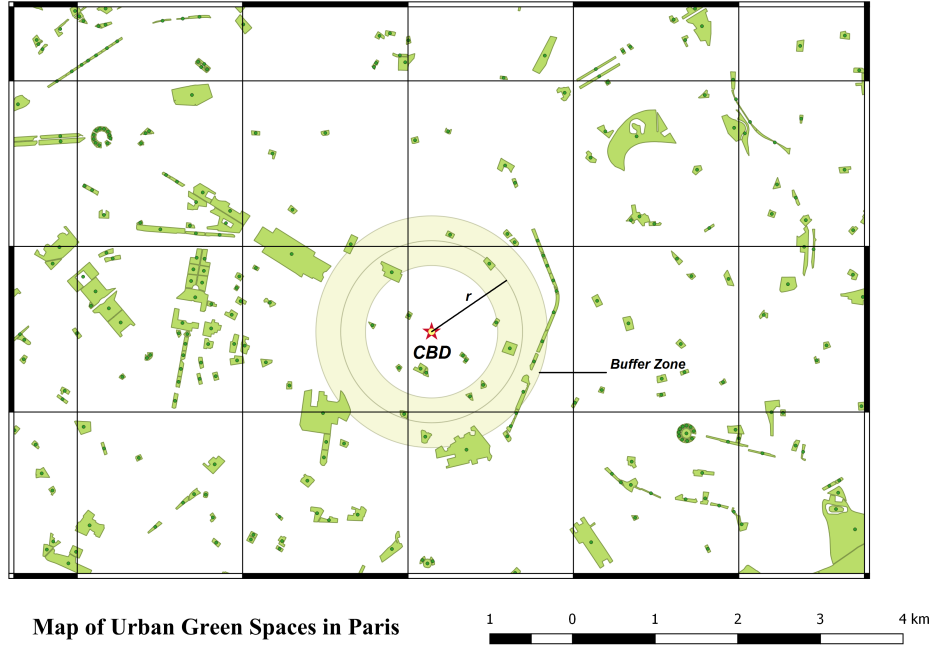 r
CBD
Buffer Zone
Map of Urban Green Spaces in Paris
1 0 1 2 3 4 km